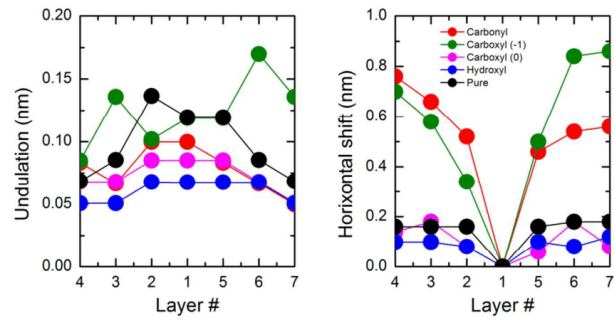 0.20
0.15
0.10
0.05
0.00
Undulation (nm)
4 3 2 1 5 6 7
Layer #
1.0
0.8
0.6
0.4
0.2
0.0
Horixontal shift (nm)
Carbonyl
Carboxyl (-1)
Carboxyl (0)
Hydroxyl
Pure
4 3 2 1 5 6 7
Layer #